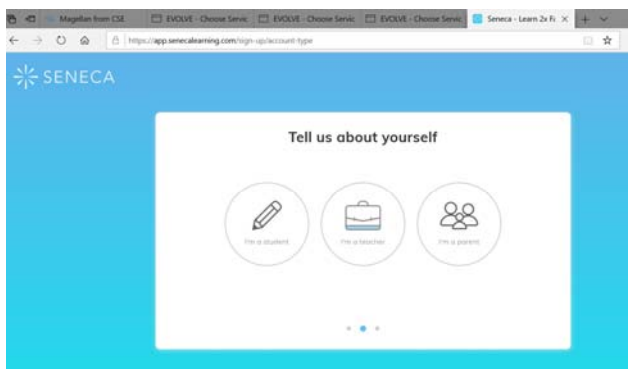 Magellan from CSE
EVOLVE - Choose Servic
EVOLVE - Choose Servic
EVOLVE - Choose Servic
Seneca - Learn 2x Fa
https://app.senecalearning.com/sign-up/account-type
SENECA
Tell us about yourself
I'm a student
I'm a teacher
I'm a parent